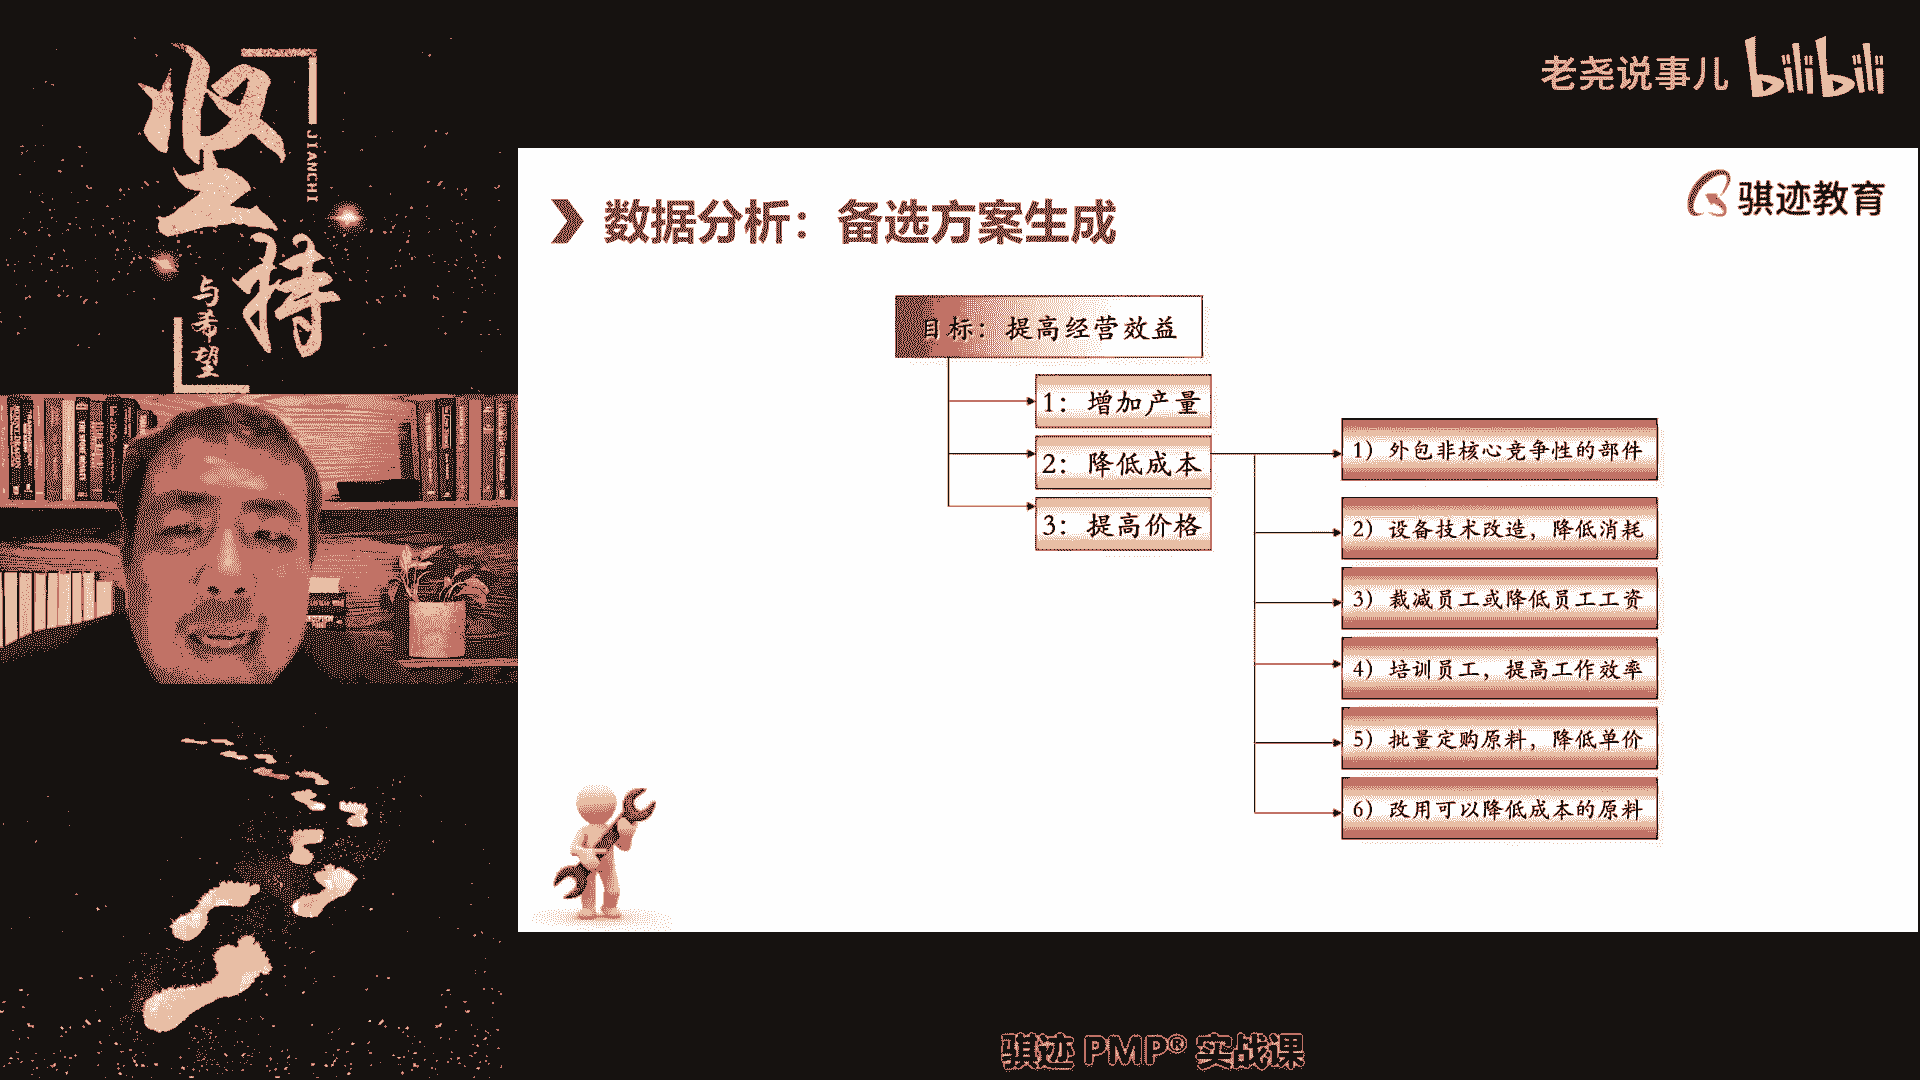 坚持
JIANCHI
与希望
老尧说事儿 bilibili
骐迹教育
数据分析：备选方案生成
目标：提高经营效益
1：增加产量
2：降低成本
3：提高价格
1）外包非核心竞争性的部件
2）设备技术改造，降低消耗
3）裁减员工或降低员工工资
4）培训员工，提高工作效率
5）批量定购原料，降低单价
6）改用可以降低成本的原料
骐迹 PMP® 实战课